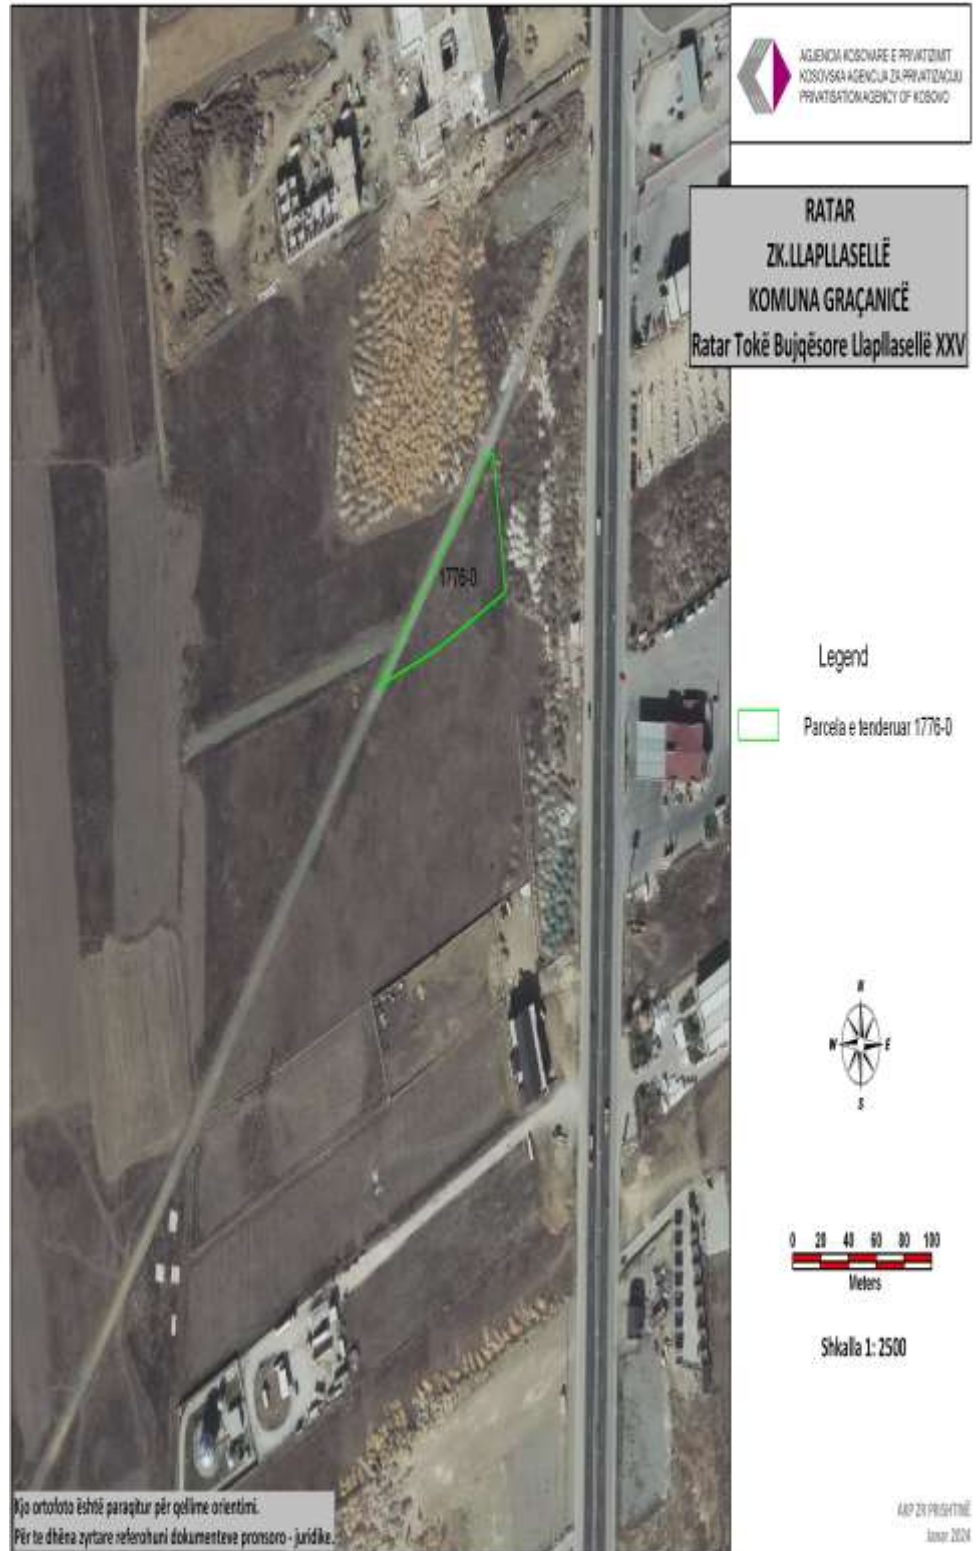 AGJENCIA KOSOVARE E PRIVATIZIMIT
KOSOVSKA AGENCIJA ZA PRIVATIZACIJU
PRIVATISATION AGENCY OF KOSOVO
RATAR
ZK.LLAPLLASELLË
KOMUNA GRAÇANICË
Ratar Tokë Bujqësore Llapllasellë XXV
1776-0
Legend
Parcela e tenderuar 1776-0
N
W E
S
0 20 40 60 80 100
Meters
Shkalla 1: 2500
Kjo ortofoto është paraqitur për qellime orientimi.
Për te dhëna zyrtare referohuni dokumenteve pronsoro - juridike.
AKP ZR PRISHTINË
Janar 2024